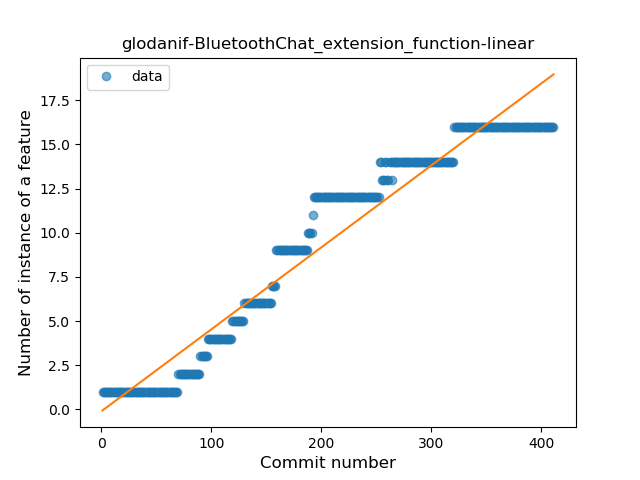 glodanif-BluetoothChat_extension_function-linear
data
Number of instance of a feature
17.5
15.0
12.5
10.0
7.5
5.0
2.5
0.0
0 100 200 300 400
Commit number